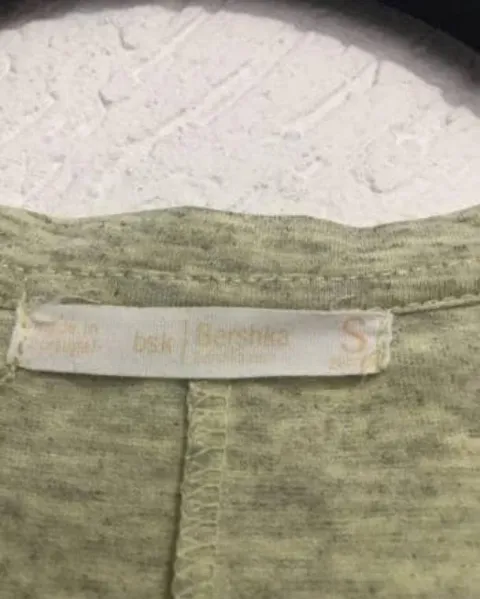 Made in
Portugal
bsk Bershka
S